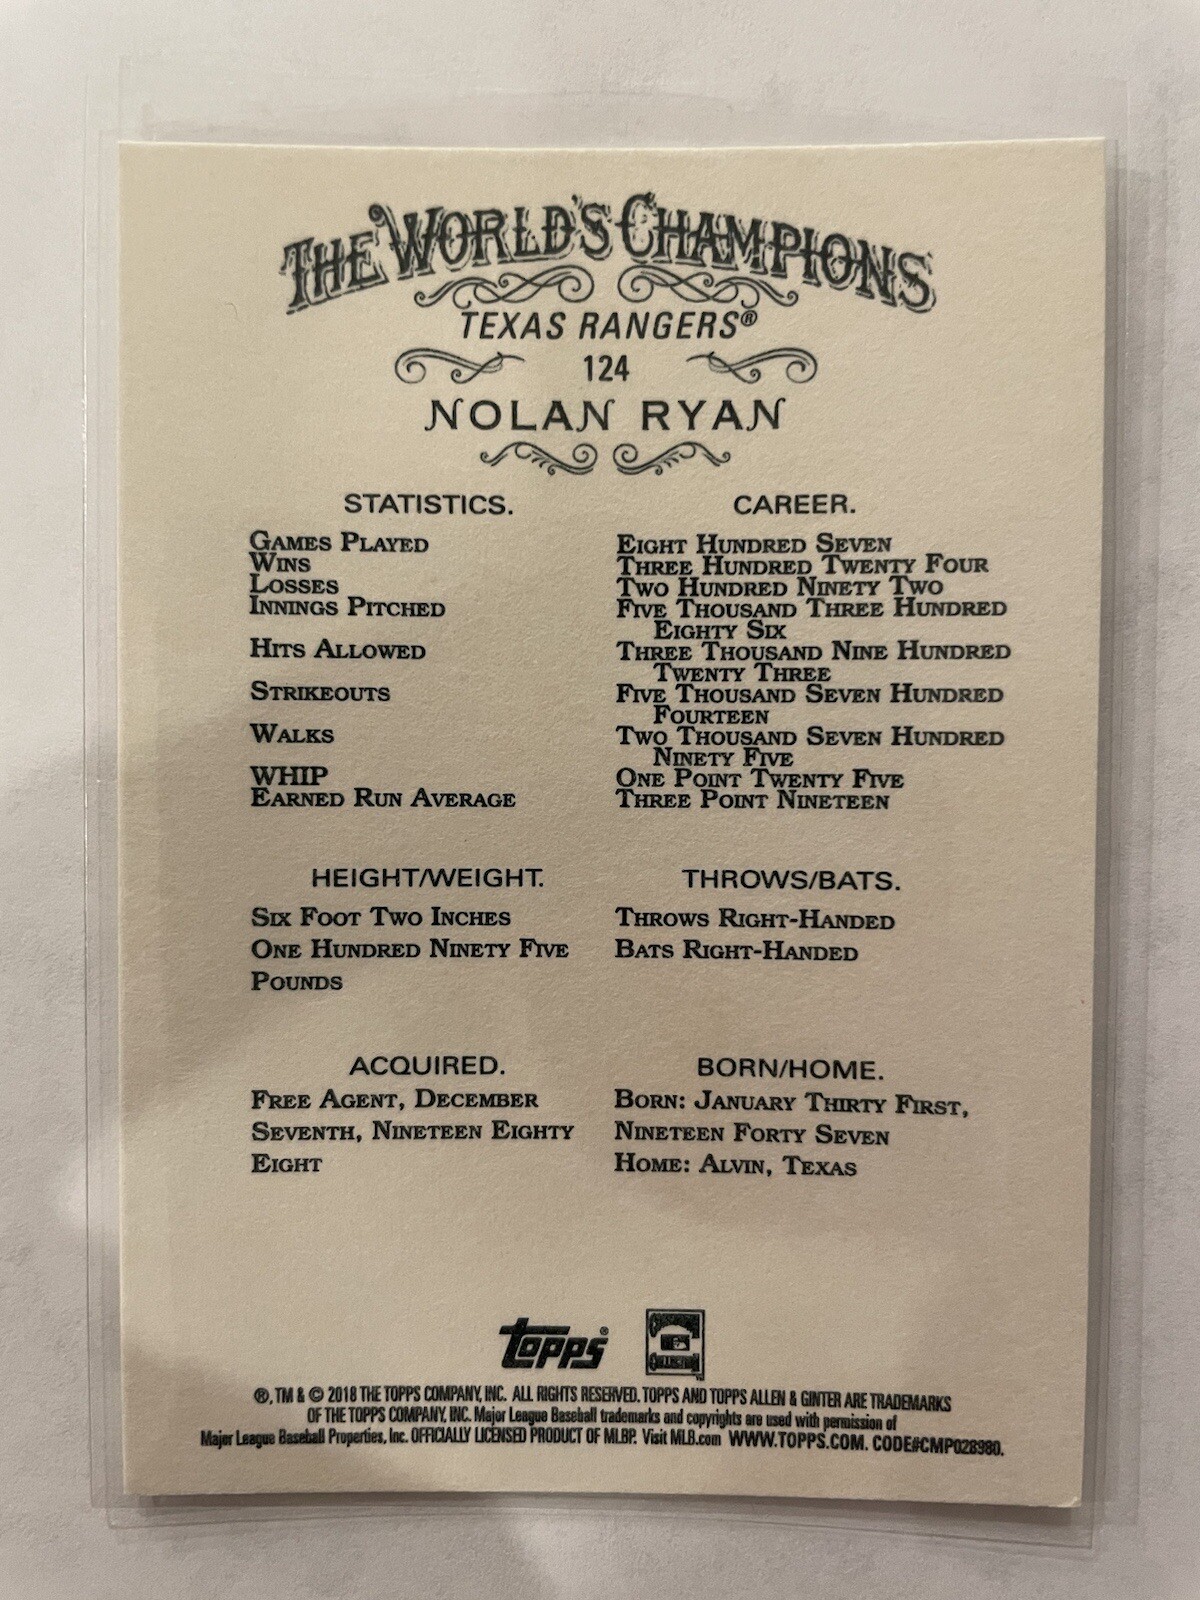 THE WORLD'S CHAMPIONS
TEXAS RANGERS®
124
NOLAN RYAN
STATISTICS. CAREER.
GAMES PLAYED EIGHT HUNDRED SEVEN
WINS THREE HUNDRED TWENTY FOUR
LOSSES TWO HUNDRED NINETY TWO
INNINGS PITCHED FIVE THOUSAND THREE HUNDRED
EIGHTY SIX
HITS ALLOWED THREE THOUSAND NINE HUNDRED
TWENTY THREE
STRIKEOUTS FIVE THOUSAND SEVEN HUNDRED
FOURTEEN
WALKS TWO THOUSAND SEVEN HUNDRED
NINETY FIVE
WHIP ONE POINT TWENTY FIVE
EARNED RUN AVERAGE THREE POINT NINETEEN
HEIGHT/WEIGHT. THROWS/BATS.
SIX FOOT TWO INCHES THROWS RIGHT-HANDED
ONE HUNDRED NINETY FIVE BATS RIGHT-HANDED
POUNDS
ACQUIRED. BORN/HOME.
FREE AGENT, DECEMBER BORN: JANUARY THIRTY FIRST,
SEVENTH, NINETEEN EIGHTY NINETEEN FORTY SEVEN
EIGHT HOME: ALVIN, TEXAS
topps®
COLLECTION
®, TM & © 2018 THE TOPPS COMPANY, INC. ALL RIGHTS RESERVED. TOPPS AND TOPPS ALLEN & GINTER ARE TRADEMARKS
OF THE TOPPS COMPANY, INC. Major League Baseball trademarks and copyrights are used with permission of
Major League Baseball Properties, Inc. OFFICIALLY LICENSED PRODUCT OF MLBP. Visit MLB.com WWW.TOPPS.COM. CODE#CMP028980.